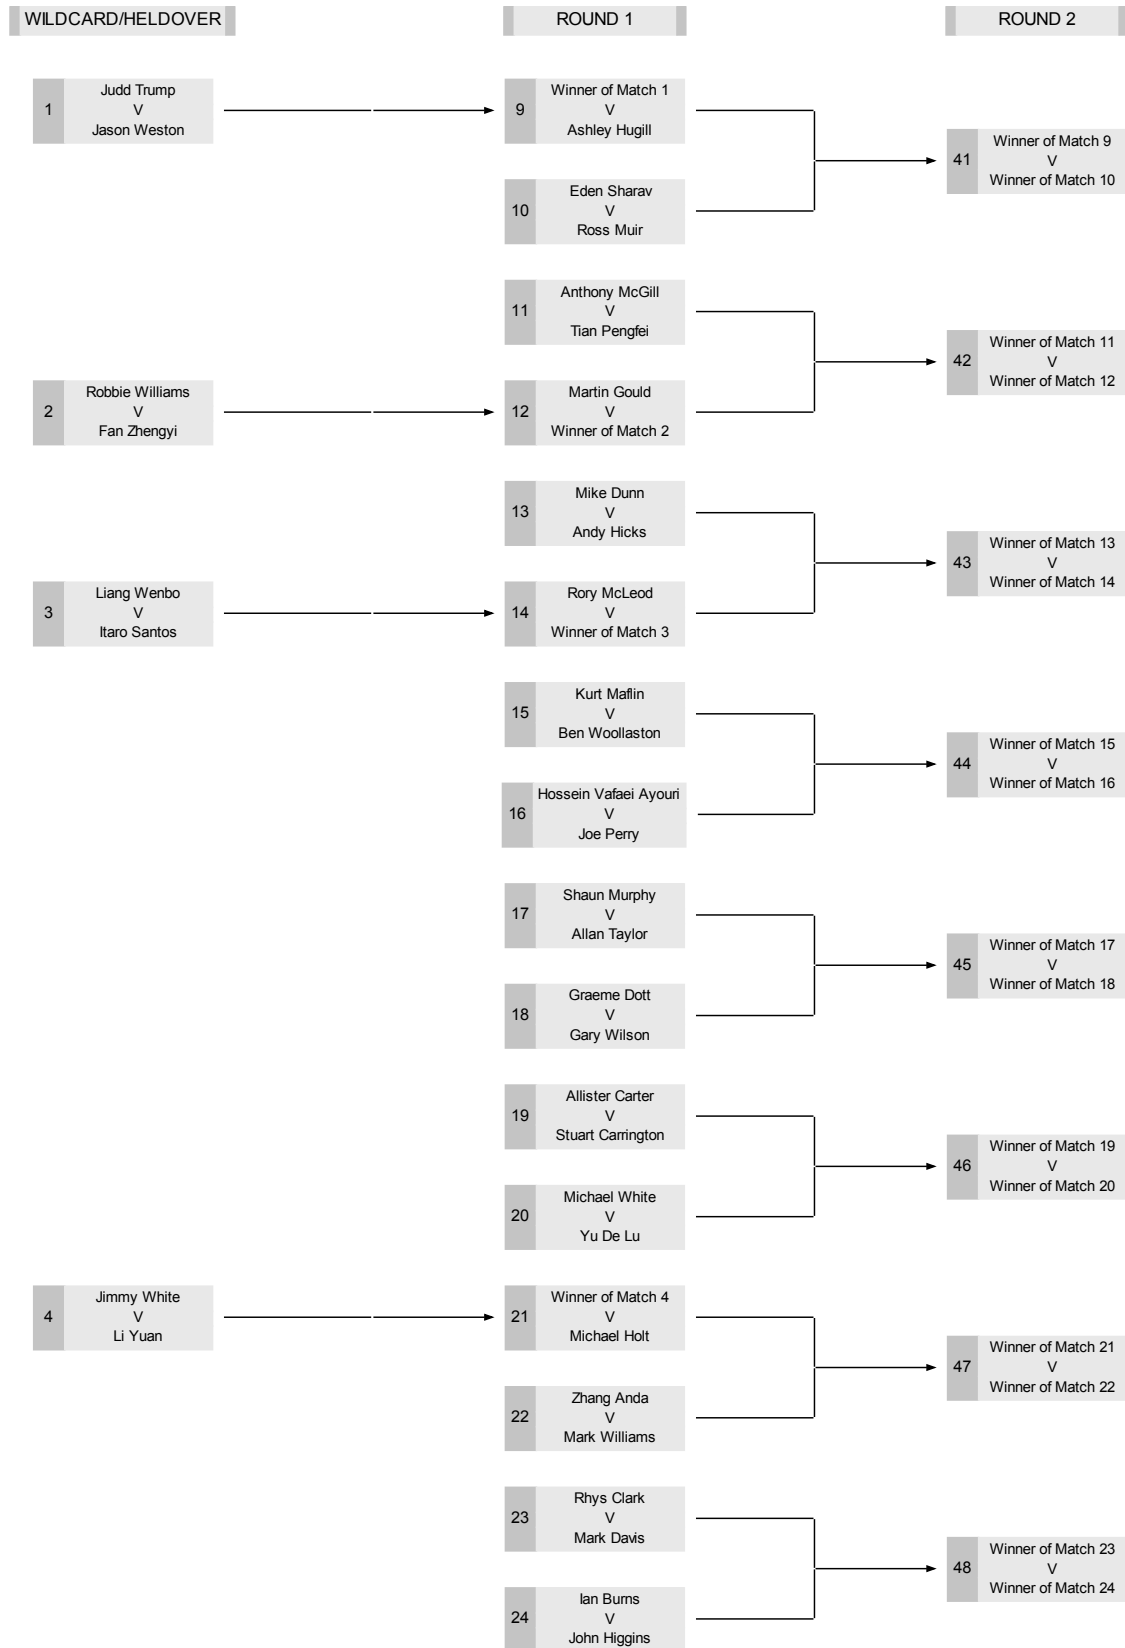 WILDCARD/HELDOVER
ROUND 1
ROUND 2
1
Judd Trump
V
Jason Weston
9
Winner of Match 1
V
Ashley Hugill
41
Winner of Match 9
V
Winner of Match 10
10
Eden Sharav
V
Ross Muir
11
Anthony McGill
V
Tian Pengfei
42
Winner of Match 11
V
Winner of Match 12
2
Robbie Williams
V
Fan Zhengyi
12
Martin Gould
V
Winner of Match 2
13
Mike Dunn
V
Andy Hicks
43
Winner of Match 13
V
Winner of Match 14
3
Liang Wenbo
V
Itaro Santos
14
Rory McLeod
V
Winner of Match 3
15
Kurt Maflin
V
Ben Woollaston
44
Winner of Match 15
V
Winner of Match 16
16
Hossein Vafaei Ayouri
V
Joe Perry
17
Shaun Murphy
V
Allan Taylor
45
Winner of Match 17
V
Winner of Match 18
18
Graeme Dott
V
Gary Wilson
19
Allister Carter
V
Stuart Carrington
46
Winner of Match 19
V
Winner of Match 20
20
Michael White
V
Yu De Lu
4
Jimmy White
V
Li Yuan
21
Winner of Match 4
V
Michael Holt
47
Winner of Match 21
V
Winner of Match 22
22
Zhang Anda
V
Mark Williams
23
Rhys Clark
V
Mark Davis
48
Winner of Match 23
V
Winner of Match 24
24
Ian Burns
V
John Higgins